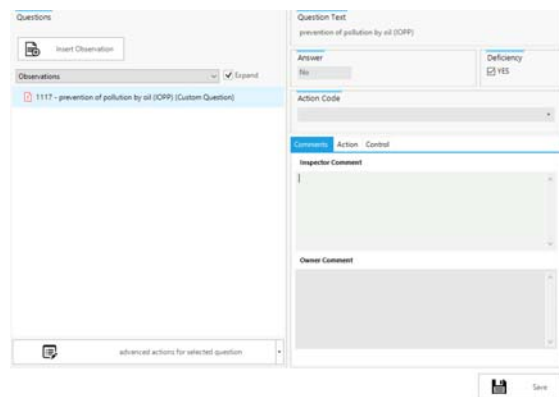 Questions
Insert Observation
Observations
Expand
1117 - prevention of pollution by oil (IOPP) (Custom Question)
advanced actions for selected question
Question Text
prevention of pollution by oil (IOPP)
Answer
No
Deficiency
YES
Action Code
Comments Action Control
Inspector Comment
Owner Comment
Save